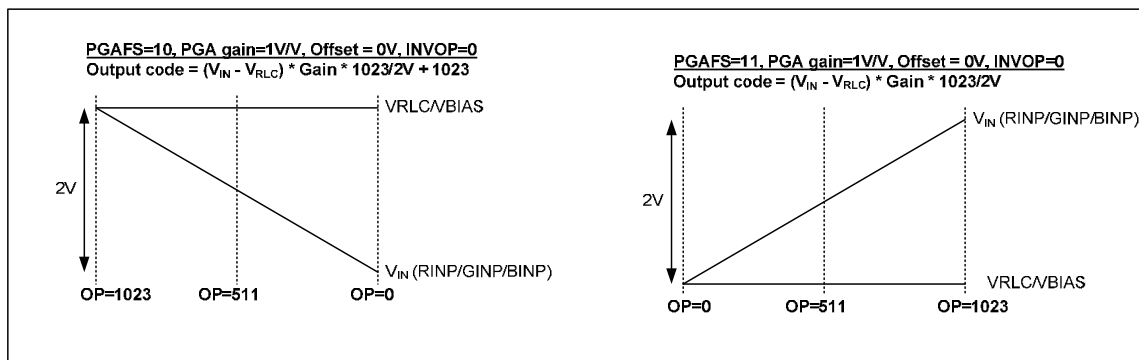 PGAFS=10, PGA gain=1V/V, Offset = 0V, INVOP=0
Output code = (VIN - VRLC) * Gain * 1023/2V + 1023
VRLC/VBIAS
2V
VIN (RINP/GINP/BINP)
OP=1023 OP=511 OP=0
PGAFS=11, PGA gain=1V/V, Offset = 0V, INVOP=0
Output code = (VIN - VRLC) * Gain * 1023/2V
VIN (RINP/GINP/BINP)
2V
VRLC/VBIAS
OP=0 OP=511 OP=1023